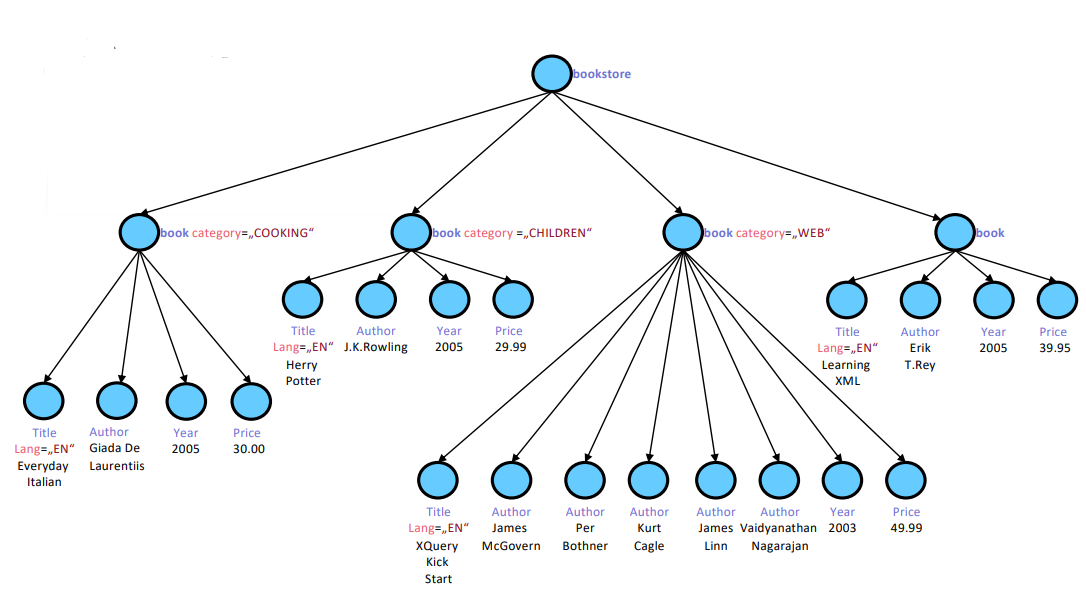 bookstore
book category=„COOKING“
book category =„CHILDREN“
book category=„WEB“
book
Title
Lang=„EN“
Herry
Potter
Author
J.K.Rowling
Year
2005
Price
29.99
Title
Lang=„EN“
Learning
XML
Author
Erik
T.Rey
Year
2005
Price
39.95
Title
Lang=„EN“
Everyday
Italian
Author
Giada De
Laurentiis
Year
2005
Price
30.00
Title
Lang=„EN“
XQuery
Kick
Start
Author
James
McGovern
Author
Per
Bothner
Author
Kurt
Cagle
Author
James
Linn
Author
Vaidyanathan
Nagarajan
Year
2003
Price
49.99